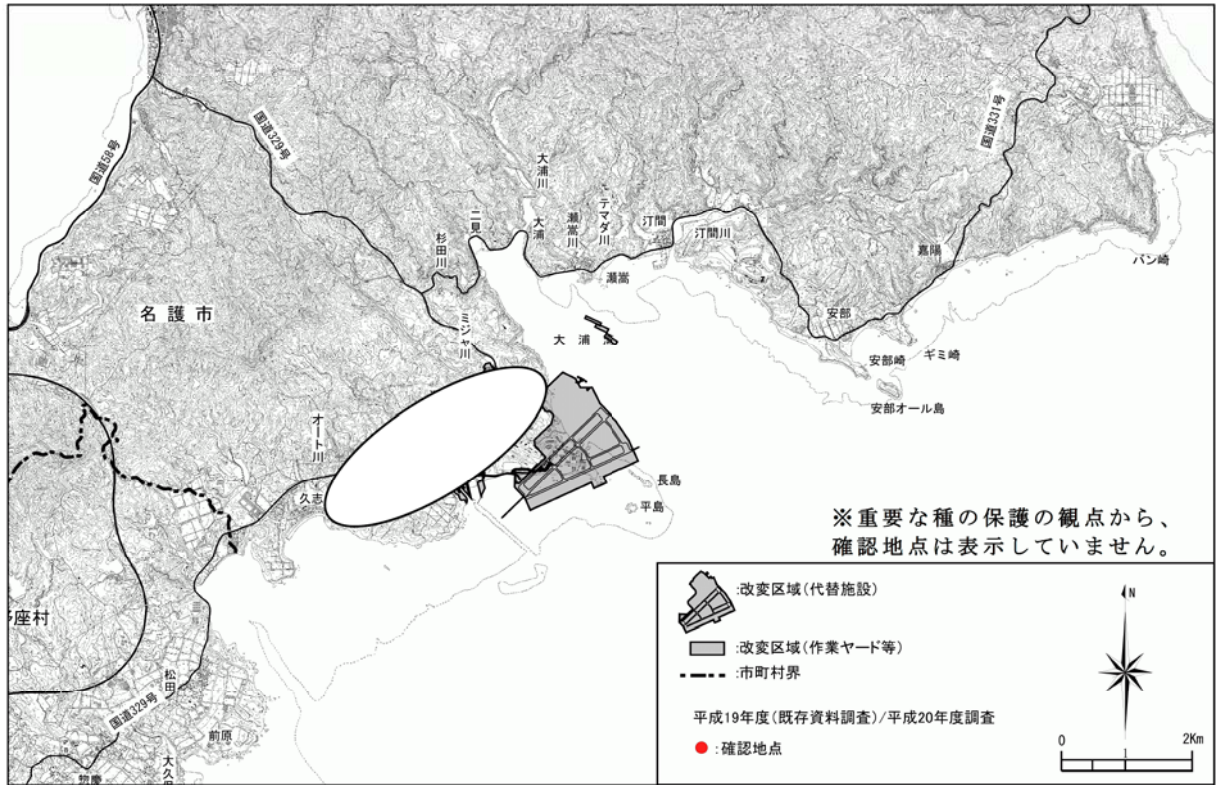 国道58号
国道329号
国道331号
大浦川
大浦
瀬嵩川
テマダ川
汀間
汀間川
二見
杉田川
瀬嵩
嘉陽
バン崎
名護市
ミジャ川
大浦
安部
安部崎
ギミ崎
安部オール島
オート川
久志
長島
平島
※重要な種の保護の観点から、
確認地点は表示していません。
座村
松田
国道329号
前原
大久保
惣慶
:改変区域(代替施設)
:改変区域(作業ヤード等)
:市町村界
平成19年度(既存資料調査)/平成20年度調査
:確認地点
N
0
1
2Km